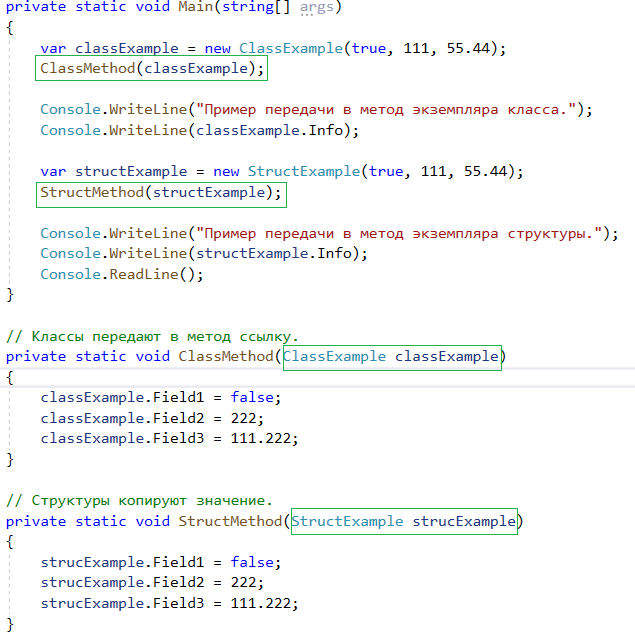 private static void Main(string[] args)
{
var classExample = new ClassExample(true, 111, 55.44);
ClassMethod(classExample);
Console.WriteLine("Пример передачи в метод экземпляра класса.");
Console.WriteLine(classExample.Info);
var structExample = new StructExample(true, 111, 55.44);
StructMethod(structExample);
Console.WriteLine("Пример передачи в метод экземпляра структуры.");
Console.WriteLine(structExample.Info);
Console.ReadLine();
}
// Классы передают в метод ссылку.
private static void ClassMethod(ClassExample classExample)
{
classExample.Field1 = false;
classExample.Field2 = 222;
classExample.Field3 = 111.222;
}
// Структуры копируют значение.
private static void StructMethod(StructExample strucExample)
{
strucExample.Field1 = false;
strucExample.Field2 = 222;
strucExample.Field3 = 111.222;
}